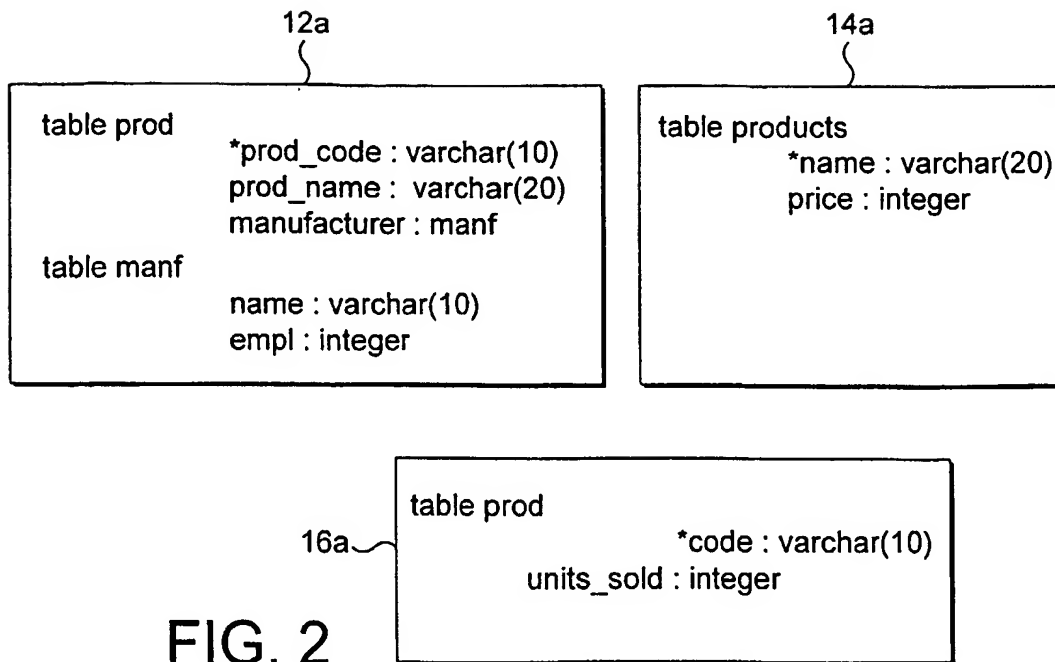 12a
table prod
*prod_code : varchar(10)
prod_name : varchar(20)
manufacturer : manf
table manf
name : varchar(10)
empl : integer
14a
table products
*name : varchar(20)
price : integer
16a
table prod
*code : varchar(10)
units_sold : integer
FIG. 2